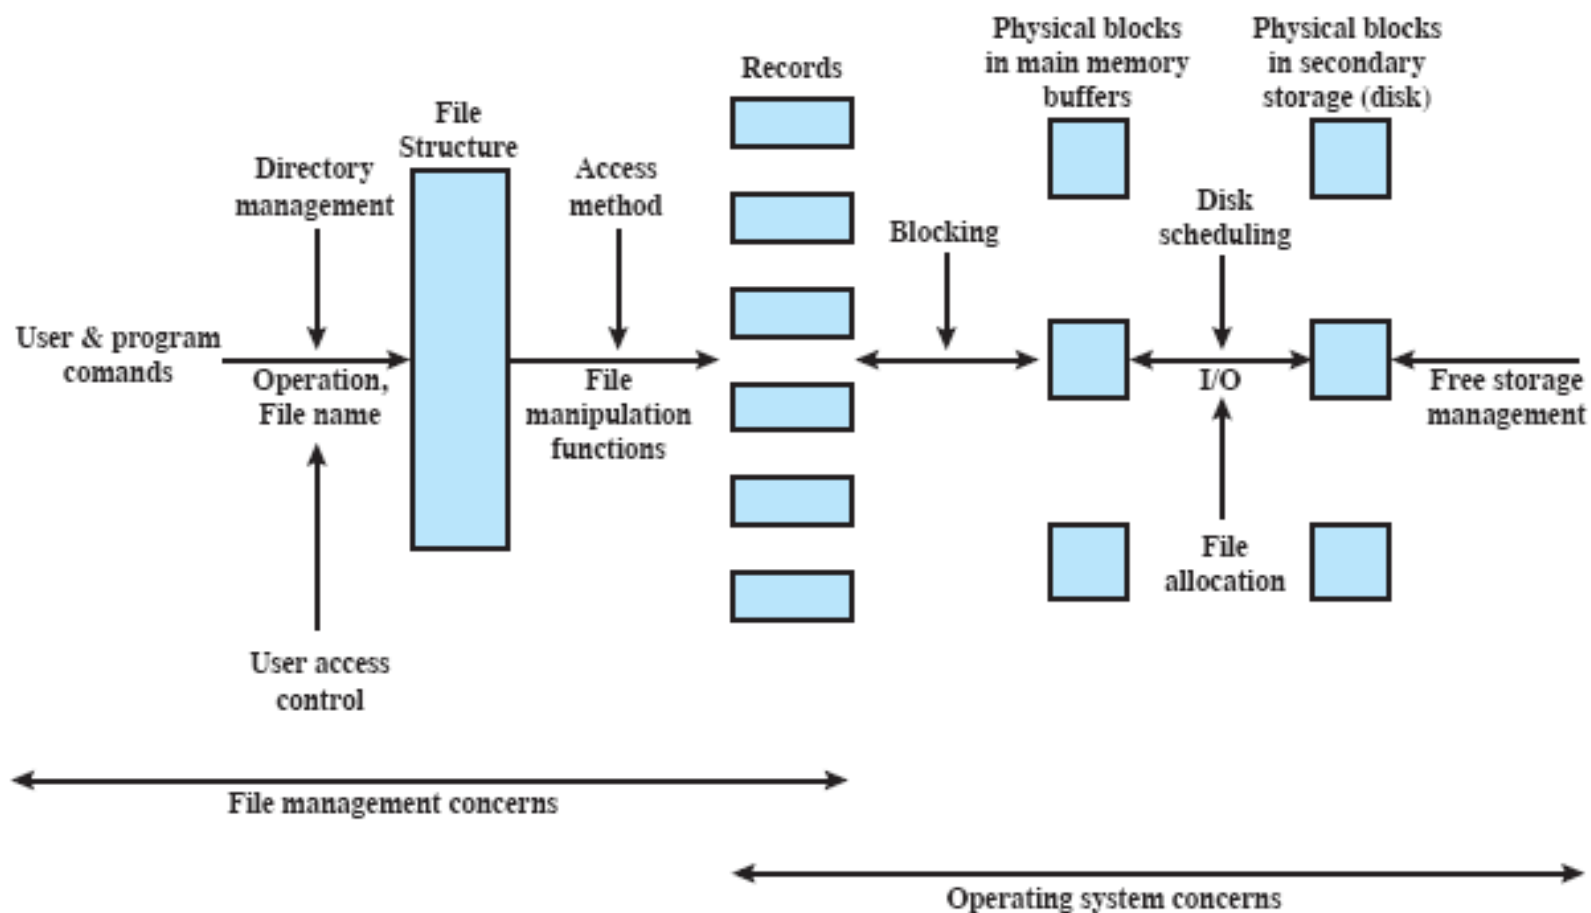 Physical blocks
in main memory
buffers
Physical blocks
in secondary
storage (disk)
Records
File
Structure
Directory
management
Access
method
Blocking
Disk
scheduling
User & program
comands
Operation,
File name
File
manipulation
functions
I/O
Free storage
management
File
allocation
User access
control
File management concerns
Operating system concerns